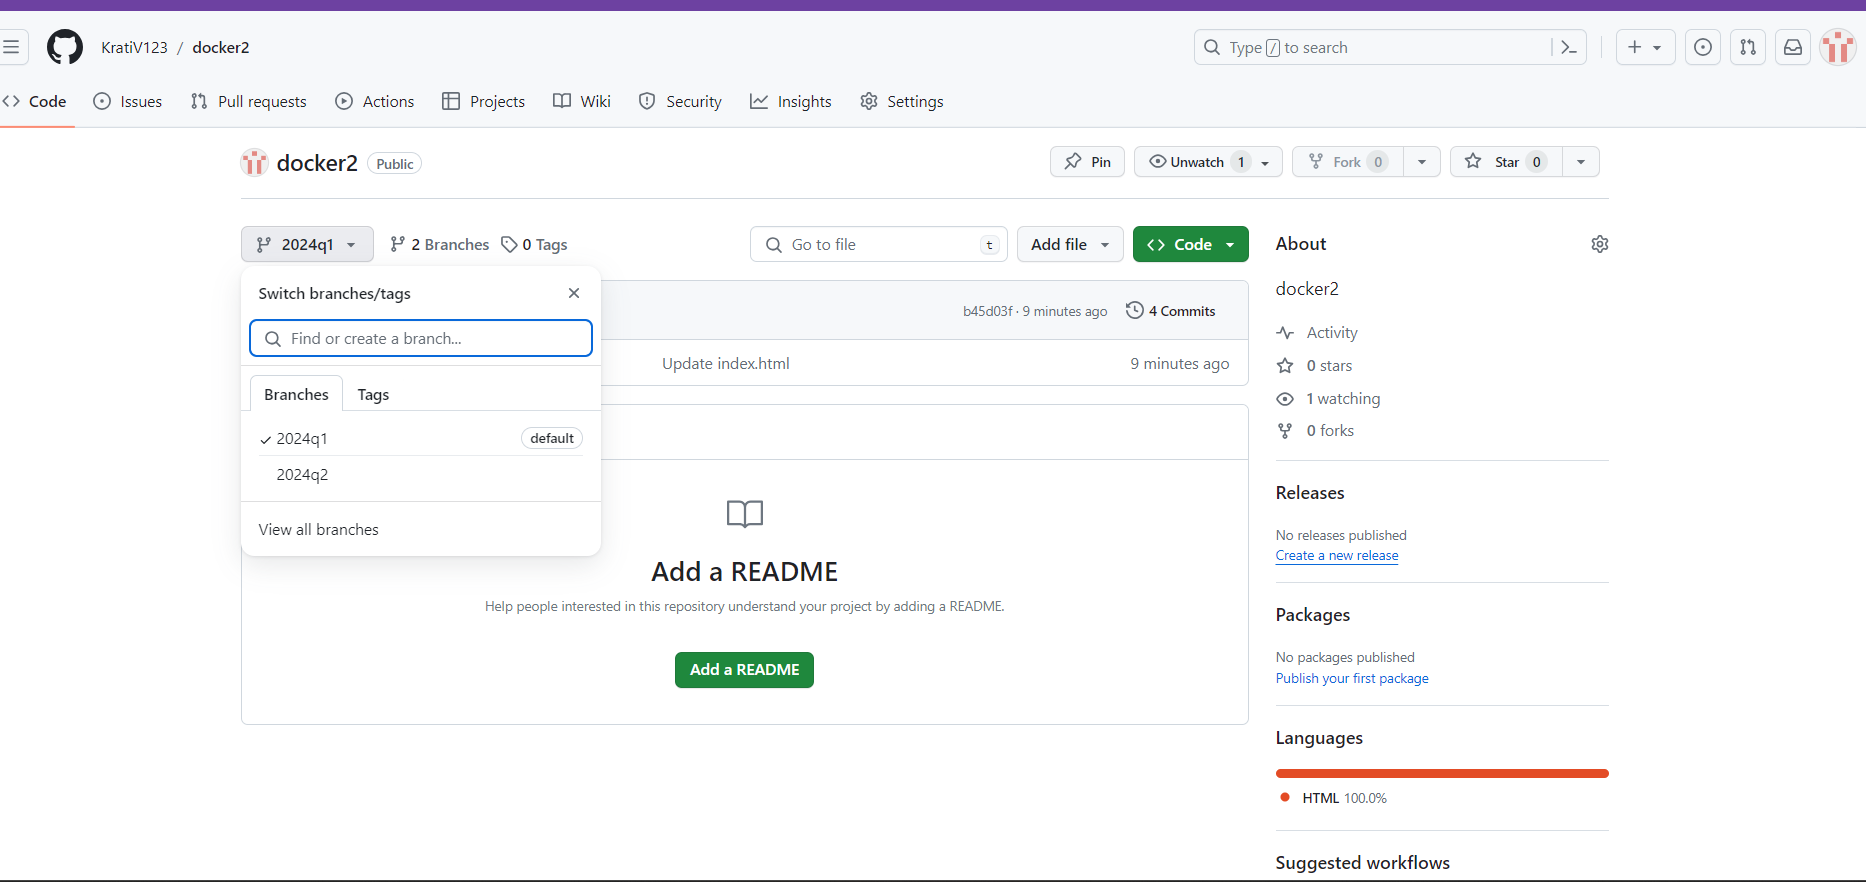 KratiV123 / docker2
Type / to search
Code Issues Pull requests Actions Projects Wiki Security Insights Settings
docker2 Public
Pin Unwatch 1 Fork 0 Star 0
2024q1 2 Branches 0 Tags Go to file t Add file Code
Switch branches/tags
Find or create a branch...
Branches Tags
2024q1 default
2024q2
View all branches
b45d03f · 9 minutes ago 4 Commits
Update index.html 9 minutes ago
Add a README
Help people interested in this repository understand your project by adding a README.
Add a README
About
docker2
Activity
0 stars
1 watching
0 forks
Releases
No releases published
Create a new release
Packages
No packages published
Publish your first package
Languages
HTML 100.0%
Suggested workflows